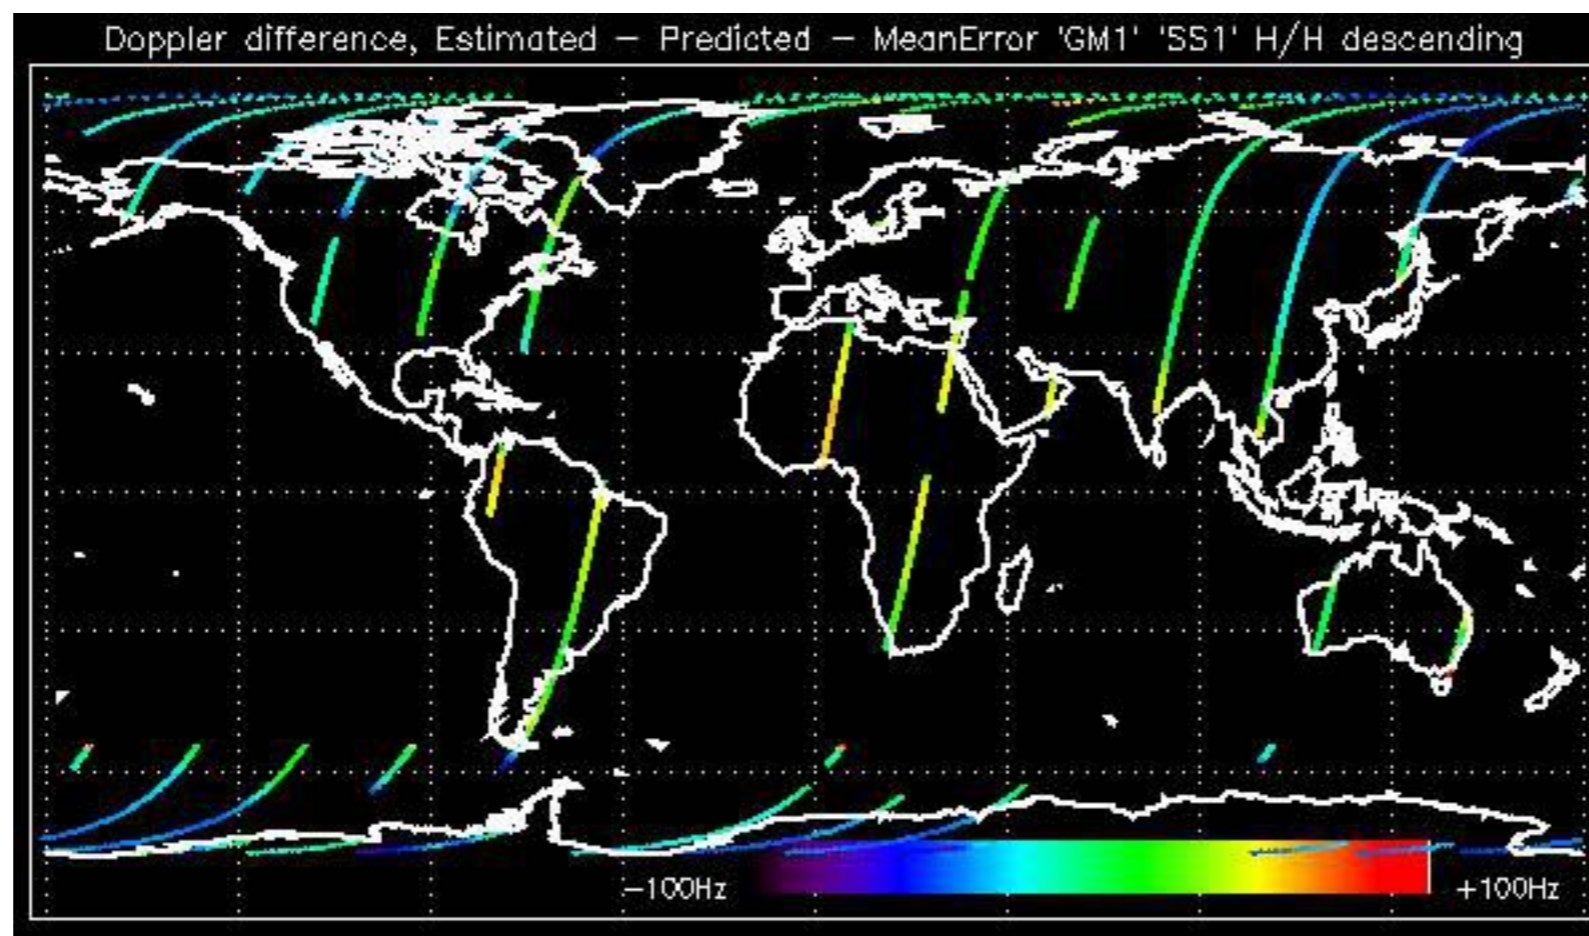 Doppler difference, Estimated — Predicted — MeanError 'GM1' 'SS1' H/H descending
—100Hz
+100Hz